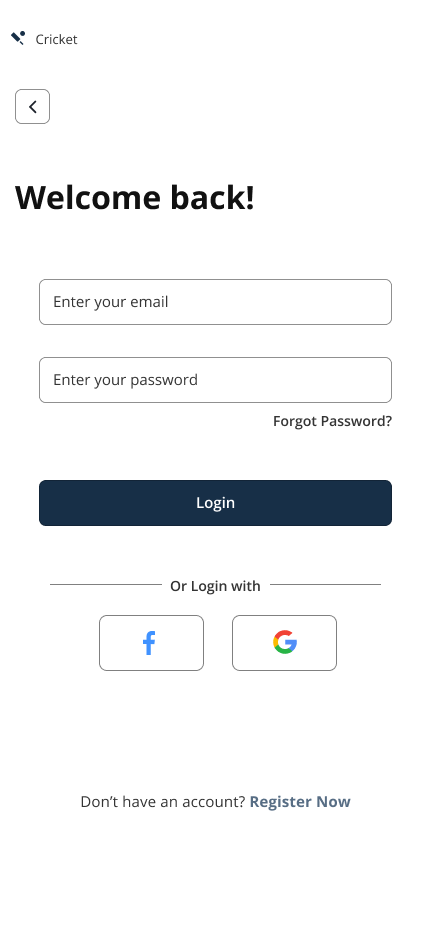 Cricket
Welcome back!
Enter your email
Enter your password
Forgot Password?
Login
Or Login with
Don’t have an account? Register Now